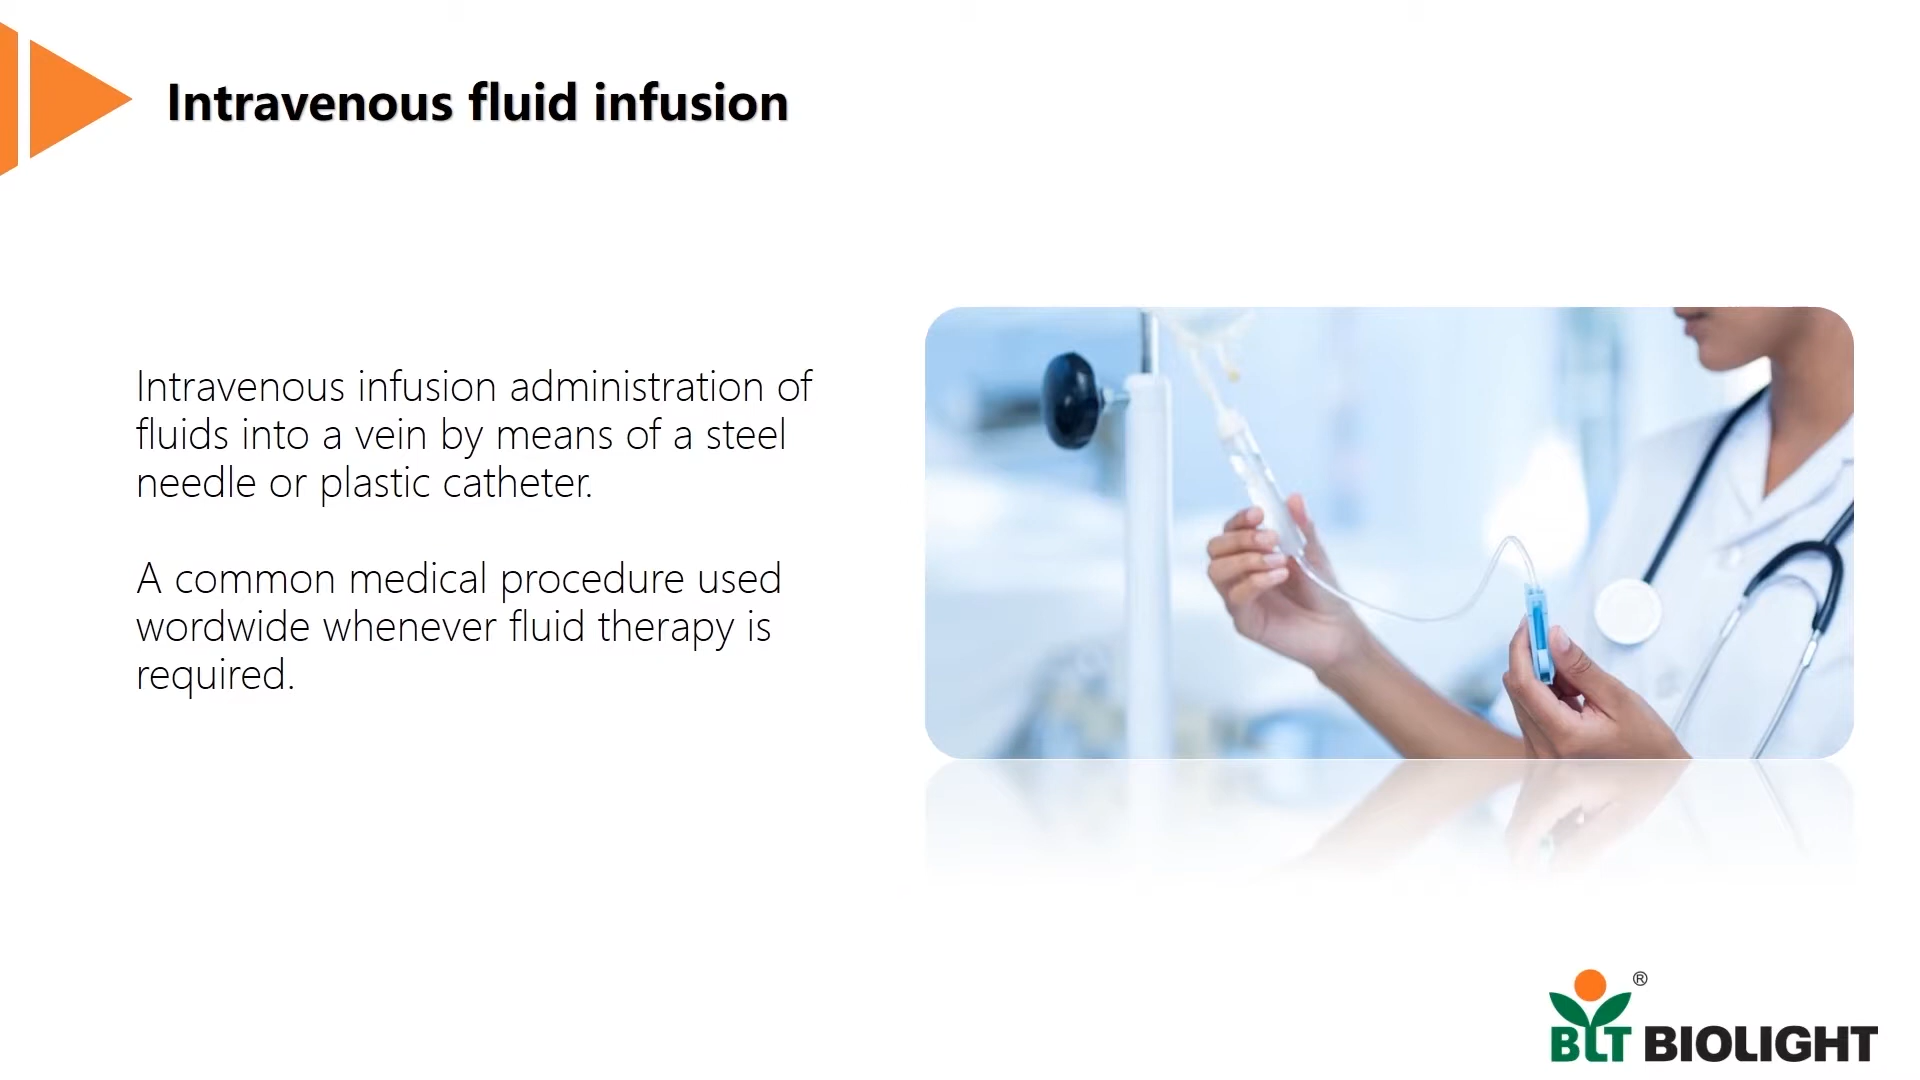 Intravenous fluid infusion
Intravenous infusion administration of
fluids into a vein by means of a steel
needle or plastic catheter.
A common medical procedure used
wordwide whenever fluid therapy is
required.
®
BLT BIOLIGHT